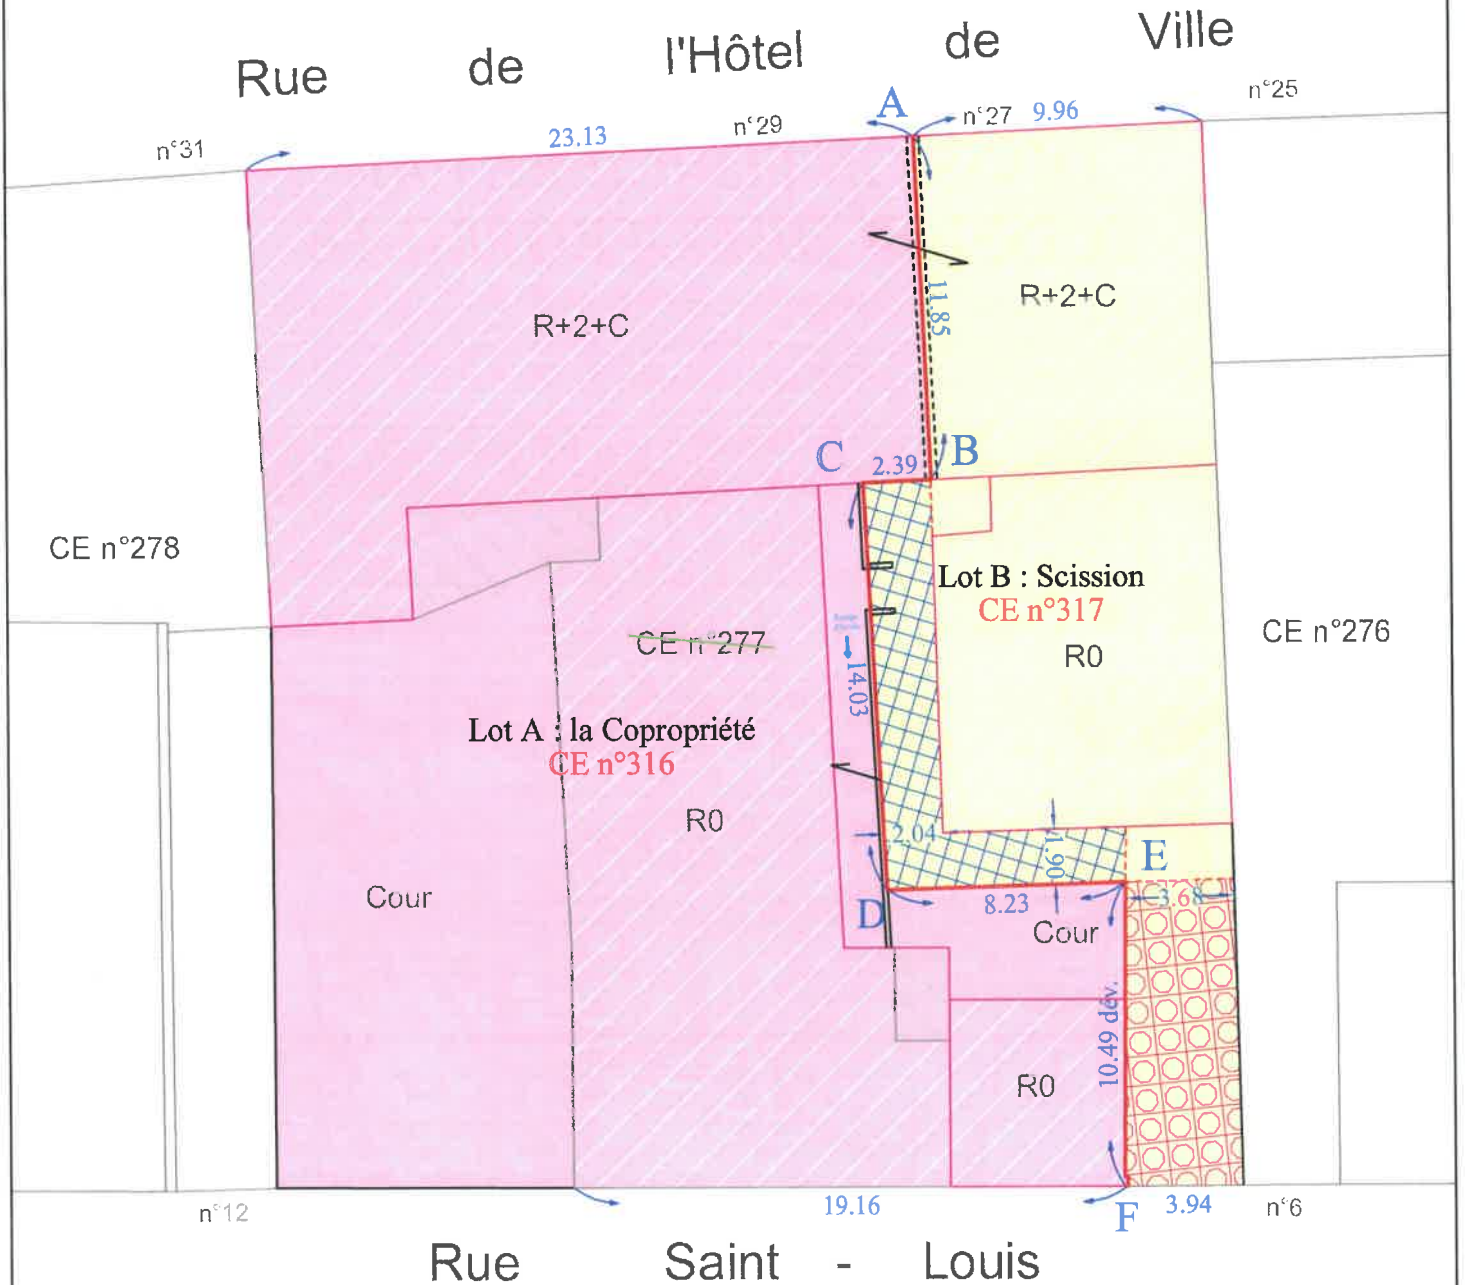 Rue de l'Hôtel de Ville
n°31
23.13
n°29
A
n°27
9.96
n°25
R+2+C
11.85
R+2+C
C
2.39
B
CE n°278
Lot B : Scission
CE n°317
R0
CE n°276
CE n°277
14.03
Lot A : la Copropriété
CE n°316
R0
2.04
1.90
E
Cour
D
8.23
3.68
Cour
10.49 dév.
R0
n°12
19.16
F
3.94
n°6
Rue Saint - Louis